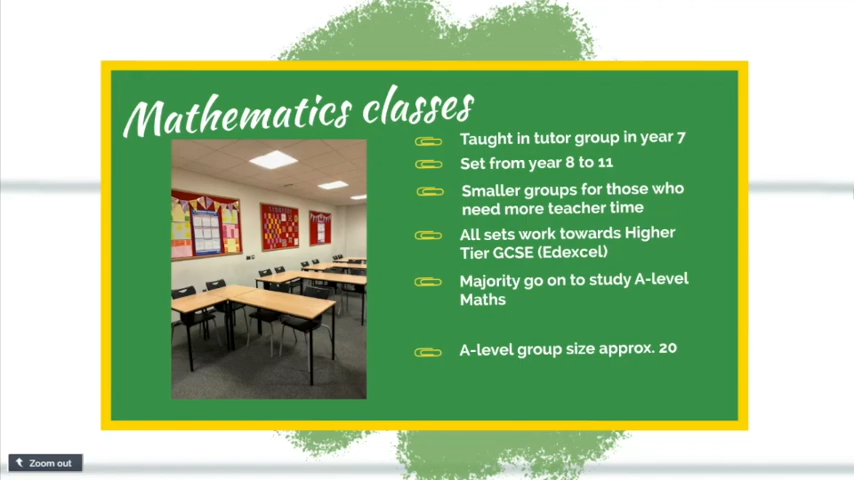 Mathematics classes
Taught in tutor group in year 7
Set from year 8 to 11
Smaller groups for those who
need more teacher time
All sets work towards Higher
Tier GCSE (Edexcel)
Majority go on to study A-level
Maths
A-level group size approx. 20
Zoom out